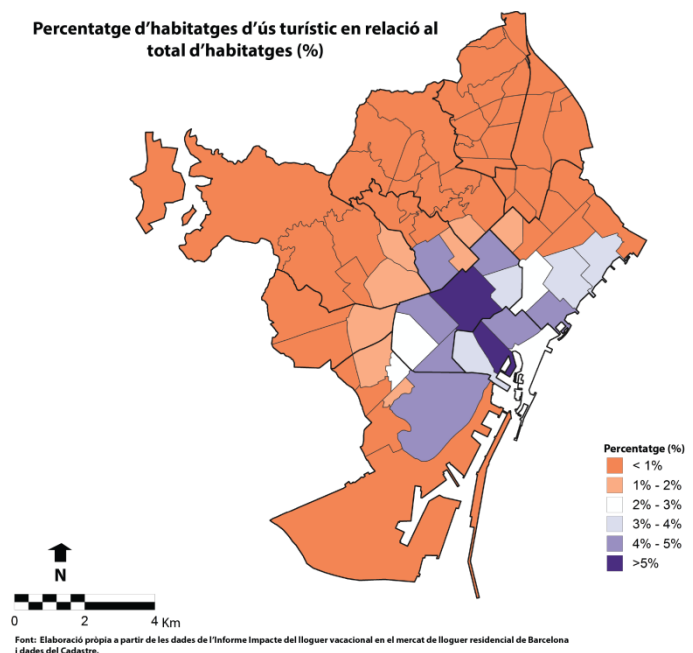 Percentatge d'habitatges d'ús turístic en relació al
total d'habitatges (%)
Percentatge (%)
< 1%
1% - 2%
2% - 3%
3% - 4%
4% - 5%
>5%
N
0 2 4 Km
Font: Elaboració pròpia a partir de les dades de l'Informe Impacte del lloguer vacacional en el mercat de lloguer residencial de Barcelona
i dades del Cadastre.